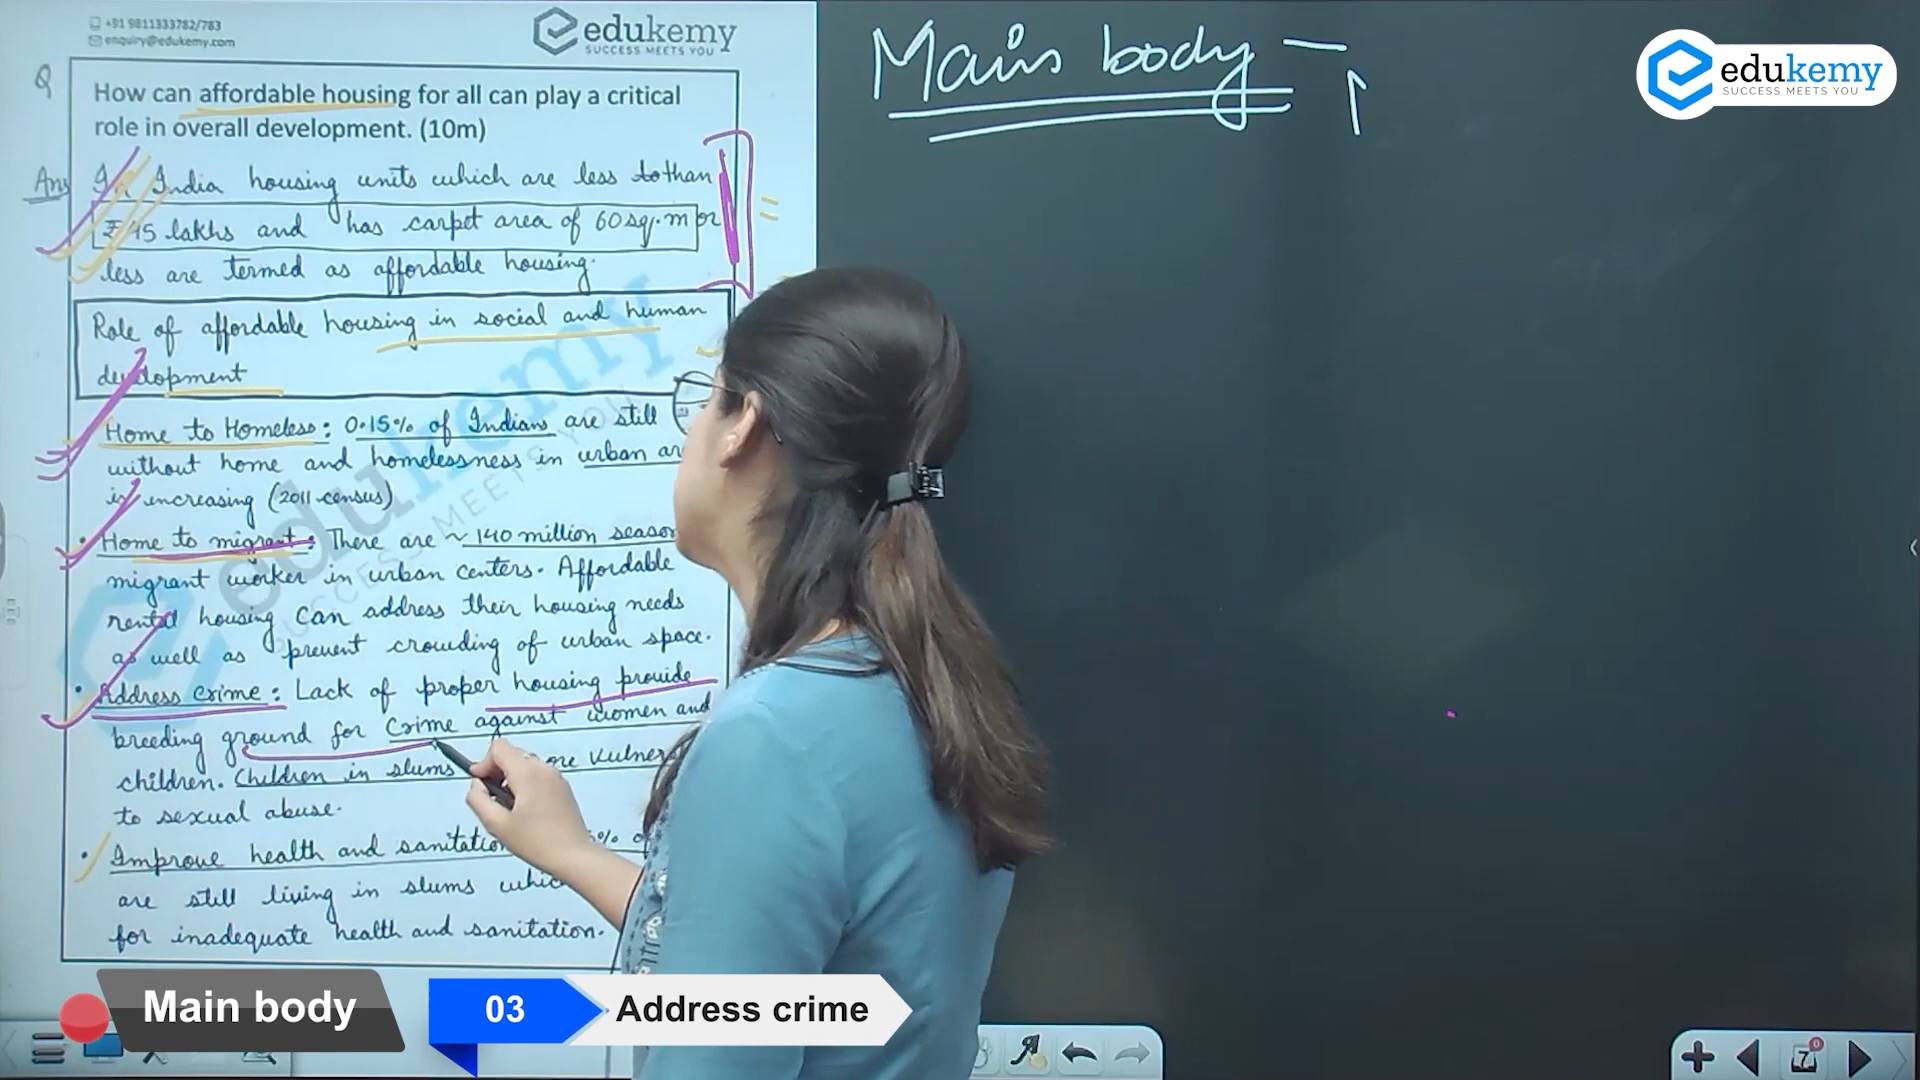 +91 9811333782/783
enquiry@edukemy.com
edukemy
SUCCESS MEETS YOU
Q
How can affordable housing for all can play a critical
role in overall development. (10m)
Ans
In India housing units which are less to than
₹45 lakhs and has carpet area of 60 sq.m or
less are termed as affordable housing.
Role of affordable housing in social and human
development
Home to Homeless: 0.15% of Indians are still
without home and homelessness in urban
is increasing (2011 census)
• Home to migrant: There are ~ 140 million
migrant worker in urban centers. Affordable
rental housing can address their housing needs
as well as prevent crowding of urban space.
• Address crime: Lack of proper housing provide
breeding ground for crime against women and
children. Children in slums
to sexual abuse.
• Improve health and sanitation
are still living in slums
for inadequate health and sanitation.
Main body -
edukemy
SUCCESS MEETS YOU
Main body
03
Address crime
7
0